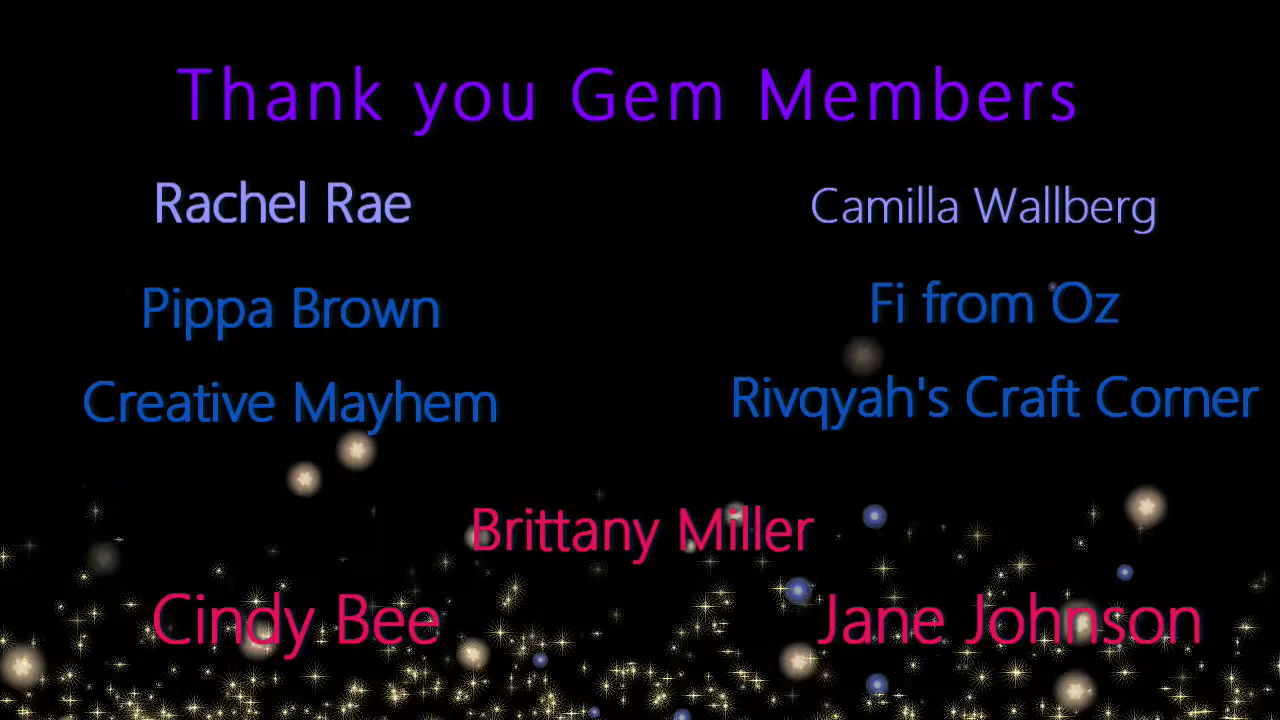 Thank you Gem Members
Rachel Rae
Camilla Wallberg
Pippa Brown
Fi from Oz
Creative Mayhem
Rivqyah's Craft Corner
Brittany Miller
Cindy Bee
Jane Johnson